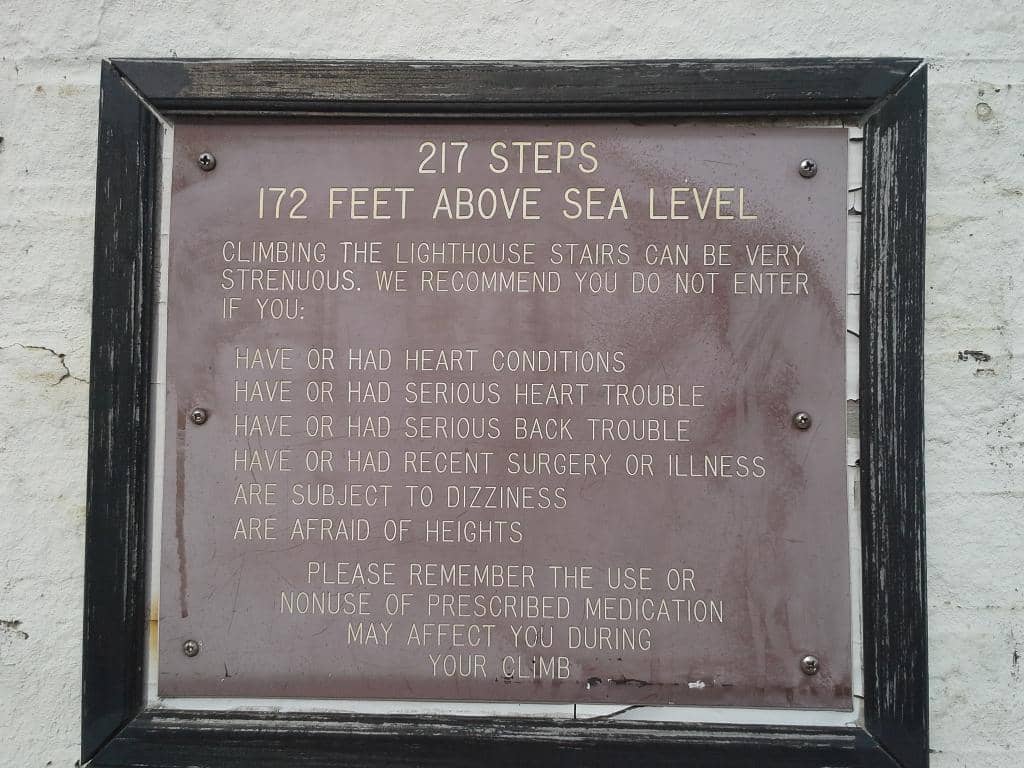 217 STEPS
172 FEET ABOVE SEA LEVEL
CLIMBING THE LIGHTHOUSE STAIRS CAN BE VERY
STRENUOUS. WE RECOMMEND YOU DO NOT ENTER
IF YOU:
HAVE OR HAD HEART CONDITIONS
HAVE OR HAD SERIOUS HEART TROUBLE
HAVE OR HAD SERIOUS BACK TROUBLE
HAVE OR HAD RECENT SURGERY OR ILLNESS
ARE SUBJECT TO DIZZINESS
ARE AFRAID OF HEIGHTS
PLEASE REMEMBER THE USE OR
NONUSE OF PRESCRIBED MEDICATION
MAY AFFECT YOU DURING
YOUR CLIMB